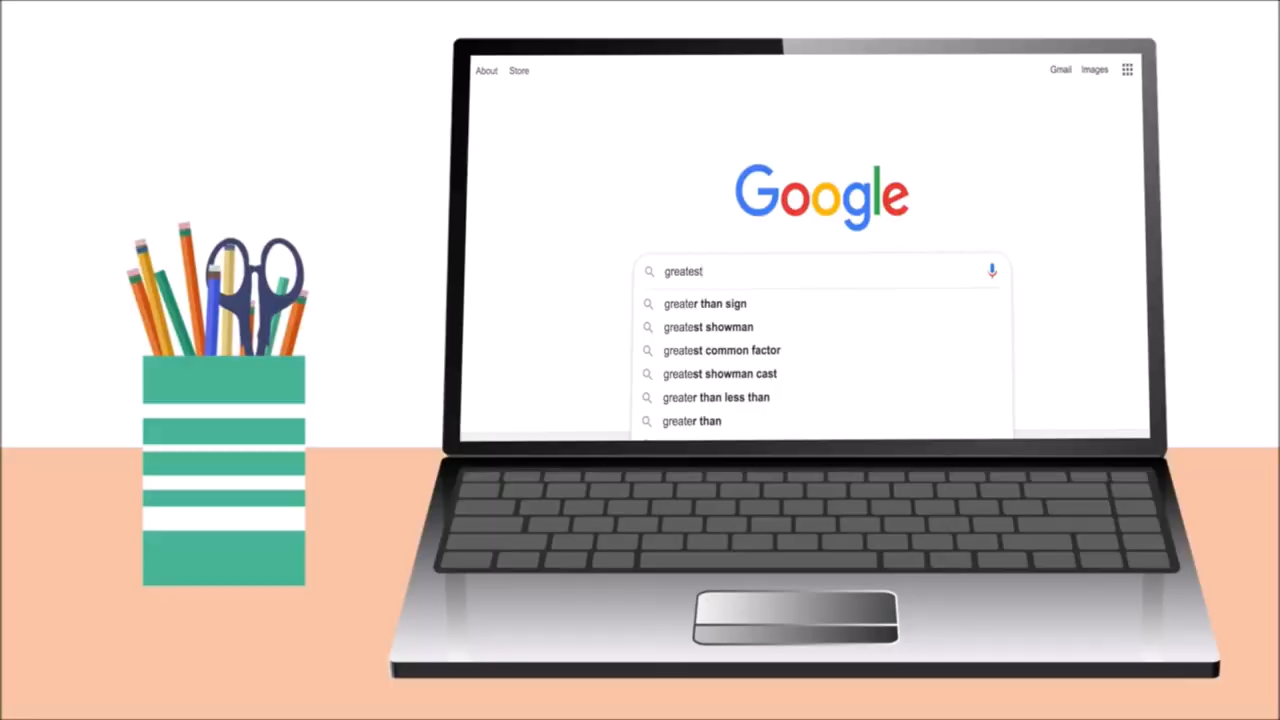 About Store
Gmail Images
Google
greatest
greater than sign
greatest showman
greatest common factor
greatest showman cast
greater than less than
greater than